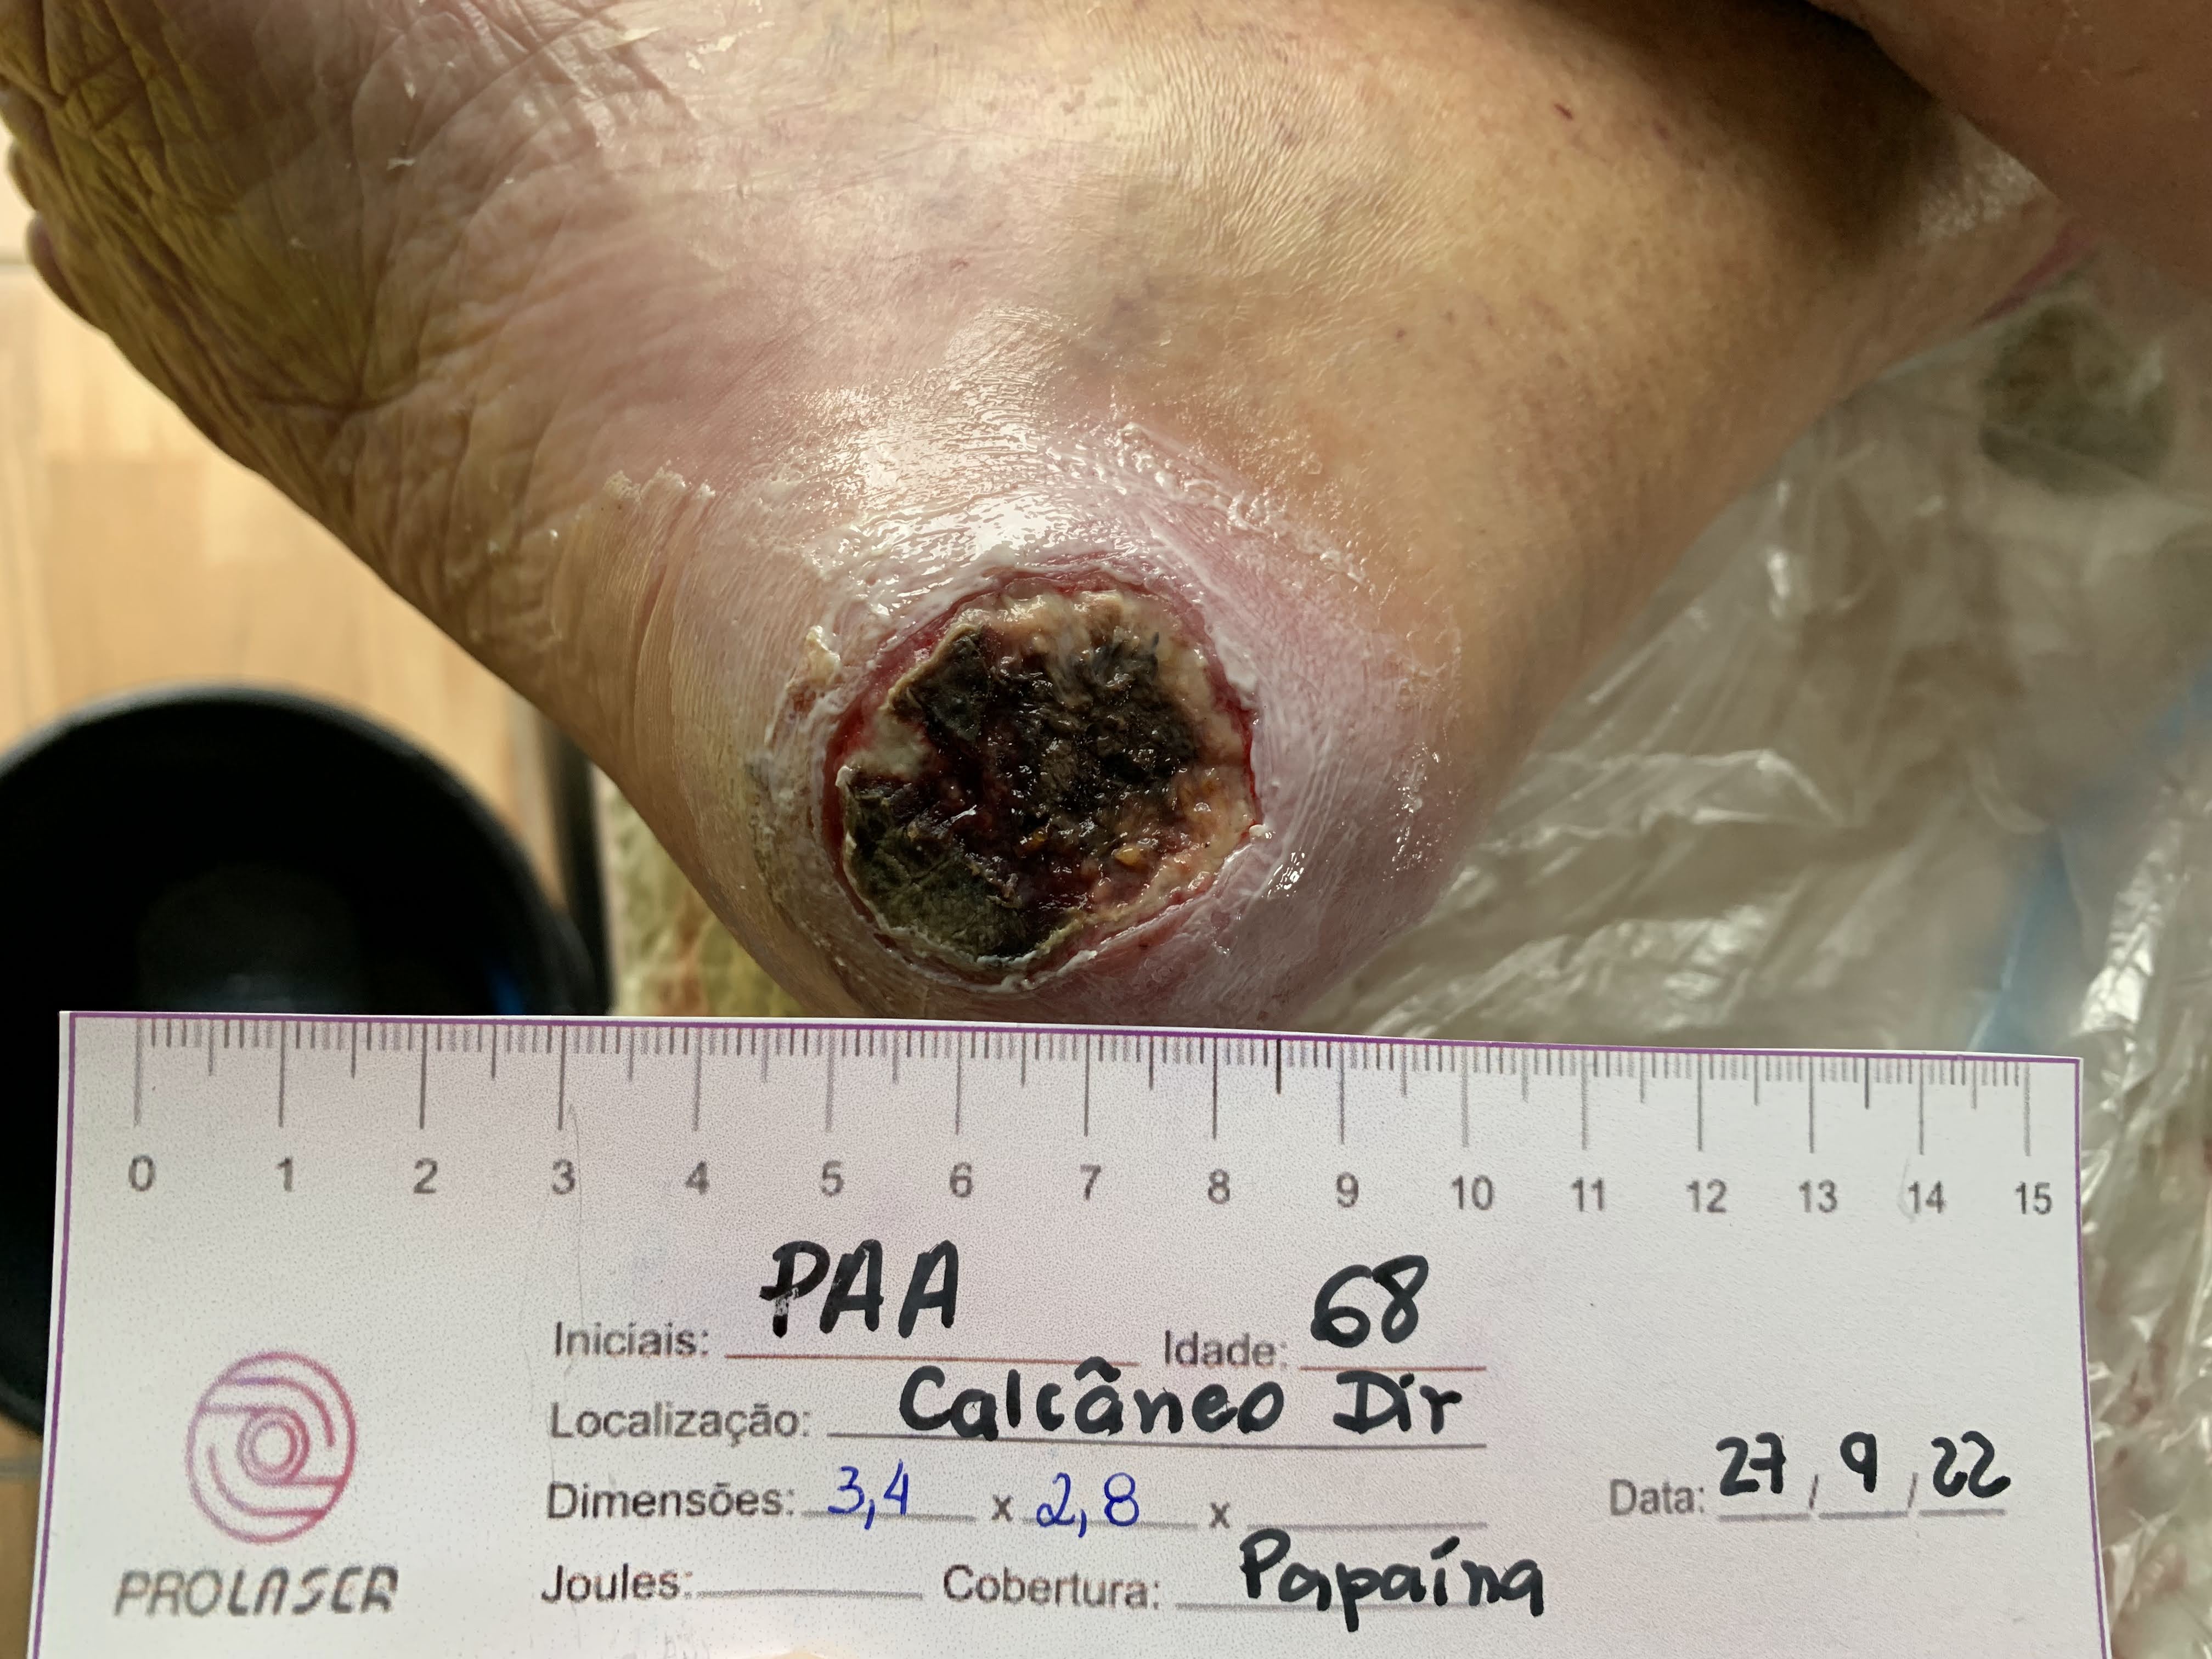 0 1 2 3 4 5 6 7 8 9 10 11 12 13 14 15
Iniciais: PAA Idade: 68
Localização: Calcâneo Dir
Dimensões: 3,4 x 2,8 x Data: 27/9/22
PROLASER Joules: Cobertura: Papaína